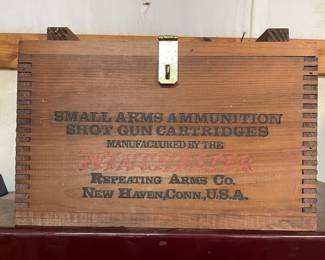 SMALL ARMS AMMUNITION
SHOT GUN CARTRIDGES
MANUFACTURED BY THE
WINCHESTER
REPEATING ARMS CO.
NEW HAVEN, CONN., U.S.A.